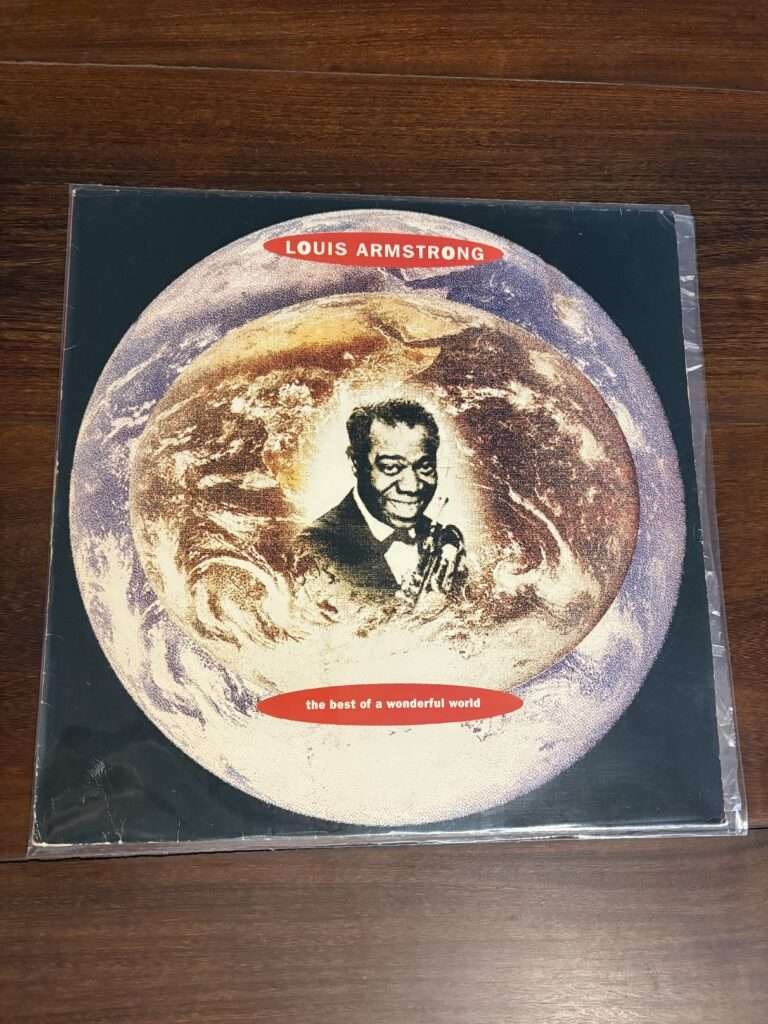 LOUIS ARMSTRONG
the best of a wonderful world